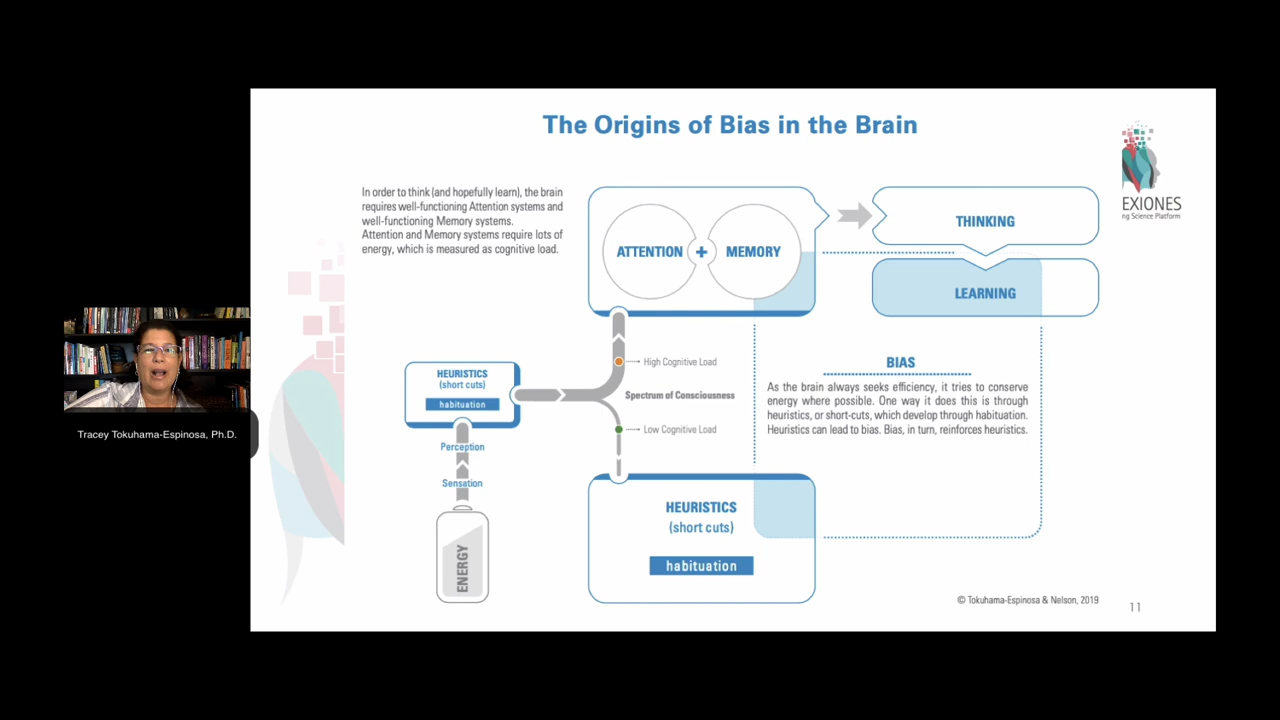 The Origins of Bias in the Brain
In order to think (and hopefully learn), the brain
requires well-functioning Attention systems and
well-functioning Memory systems.
Attention and Memory systems require lots of
energy, which is measured as cognitive load.
ATTENTION + MEMORY
THINKING
LEARNING
EXIONES
ng Science Platform
High Cognitive Load
Spectrum of Consciousness
Low Cognitive Load
HEURISTICS
(short cuts)
habituation
Perception
Sensation
ENERGY
BIAS
As the brain always seeks efficiency, it tries to conserve
energy where possible. One way it does this is through
heuristics, or short-cuts, which develop through habituation.
Heuristics can lead to bias. Bias, in turn, reinforces heuristics.
HEURISTICS
(short cuts)
habituation
© Tokuhama-Espinosa & Nelson, 2019
11
Tracey Tokuhama-Espinosa, Ph.D.